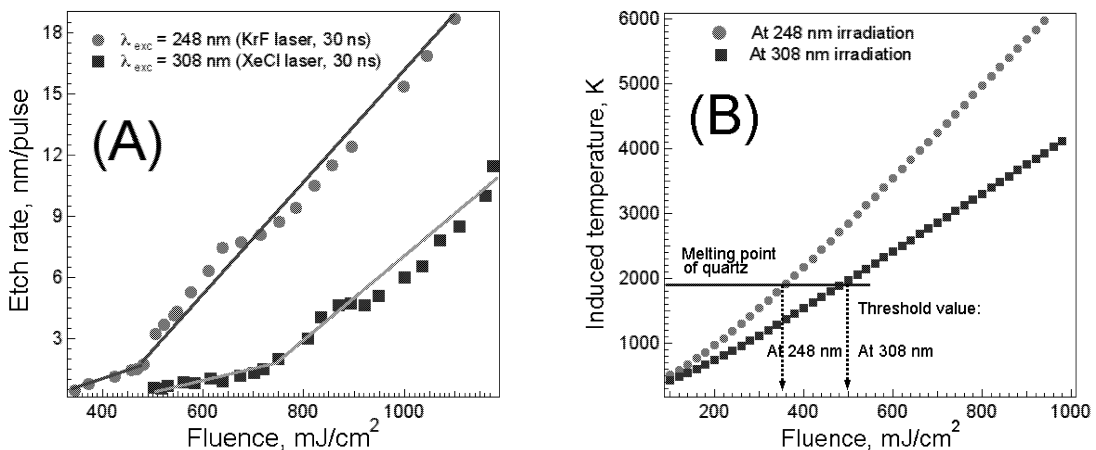 (A)
λ exc = 248 nm (KrF laser, 30 ns)
λ exc = 308 nm (XeCl laser, 30 ns)
Etch rate, nm/pulse
18
15
12
9
6
3
400
600
800
1000
Fluence, mJ/cm²
(B)
At 248 nm irradiation
At 308 nm irradiation
Induced temperature, K
6000
5000
4000
3000
2000
1000
Melting point
of quartz
Threshold value:
At 248 nm
At 308 nm
200
400
600
800
1000
Fluence, mJ/cm²